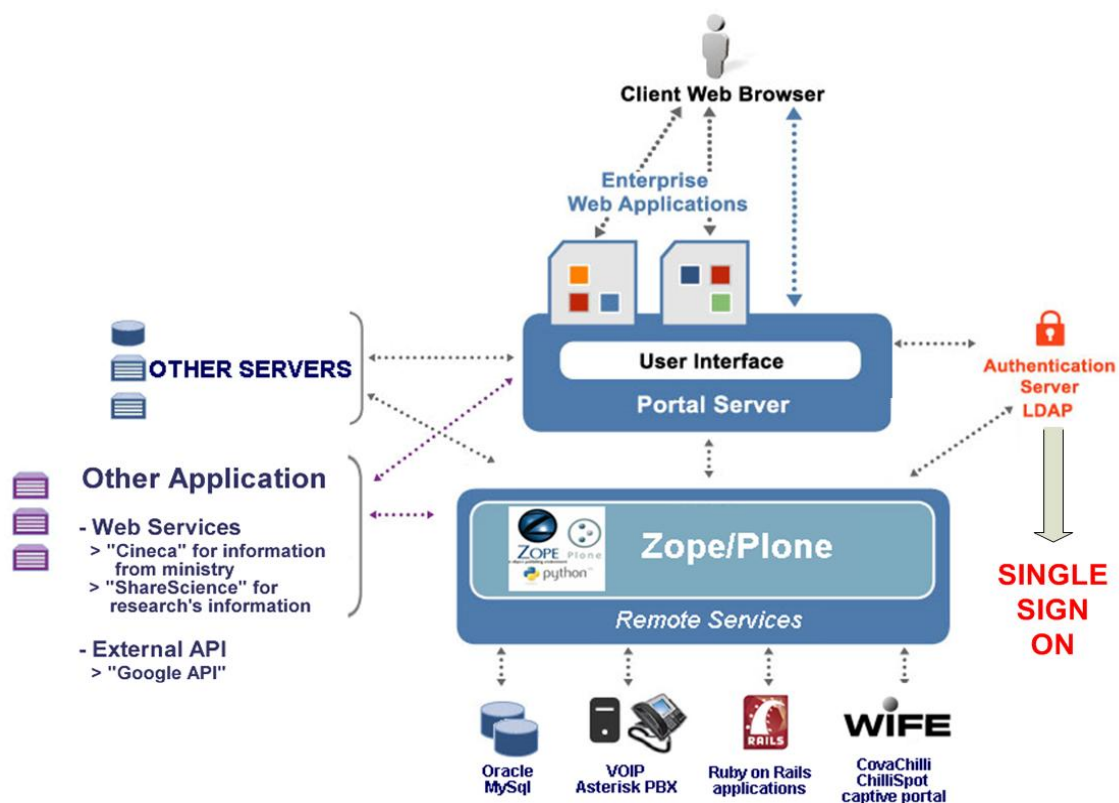 Client Web Browser
Enterprise
Web Applications
User Interface
Portal Server
OTHER SERVERS
Authentication
Server
LDAP
SINGLE
SIGN
ON
Other Application
- Web Services
> "Cineca" for information
from ministry
> "ShareScience" for
research's information
- External API
> "Google API"
ZOPE
Plone
python
Zope/Plone
Remote Services
Oracle
MySql
VOIP
Asterisk PBX
RAILS
Ruby on Rails
applications
WIFE
CovaChilli
ChilliSpot
captive portal